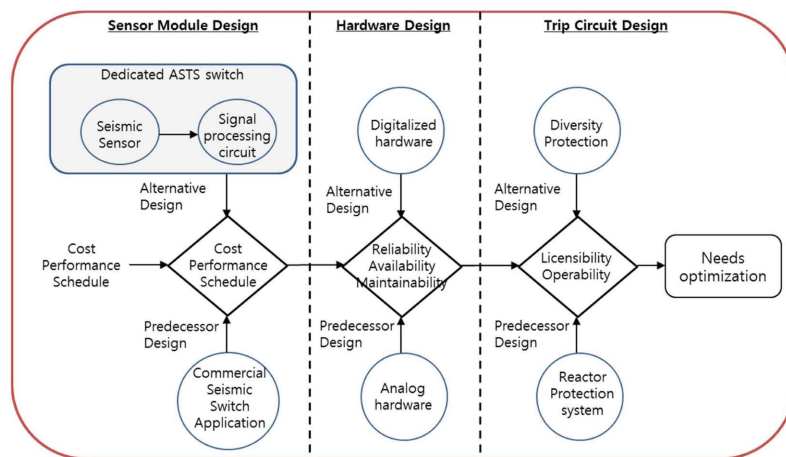 Sensor Module Design
Hardware Design
Trip Circuit Design
Dedicated ASTS switch
Seismic
Sensor
Signal
processing
circuit
Digitalized
hardware
Diversity
Protection
Alternative
Design
Alternative
Design
Alternative
Design
Cost
Performance
Schedule
Cost
Performance
Schedule
Reliability
Availability
Maintainability
Licensibility
Operability
Needs
optimization
Predecessor
Design
Predecessor
Design
Predecessor
Design
Commercial
Seismic
Switch
Application
Analog
hardware
Reactor
Protection
system